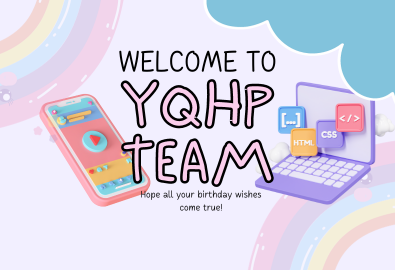 WELCOME TO
YQHP
TEAM
Hope all your birthday wishes
come true!
[...]
</>
CSS
HTML